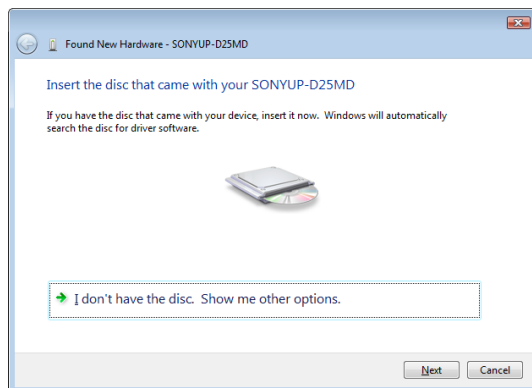 Found New Hardware - SONYUP-D25MD
Insert the disc that came with your SONYUP-D25MD
If you have the disc that came with your device, insert it now.  Windows will automatically
search the disc for driver software.
I don't have the disc.  Show me other options.
Next
Cancel